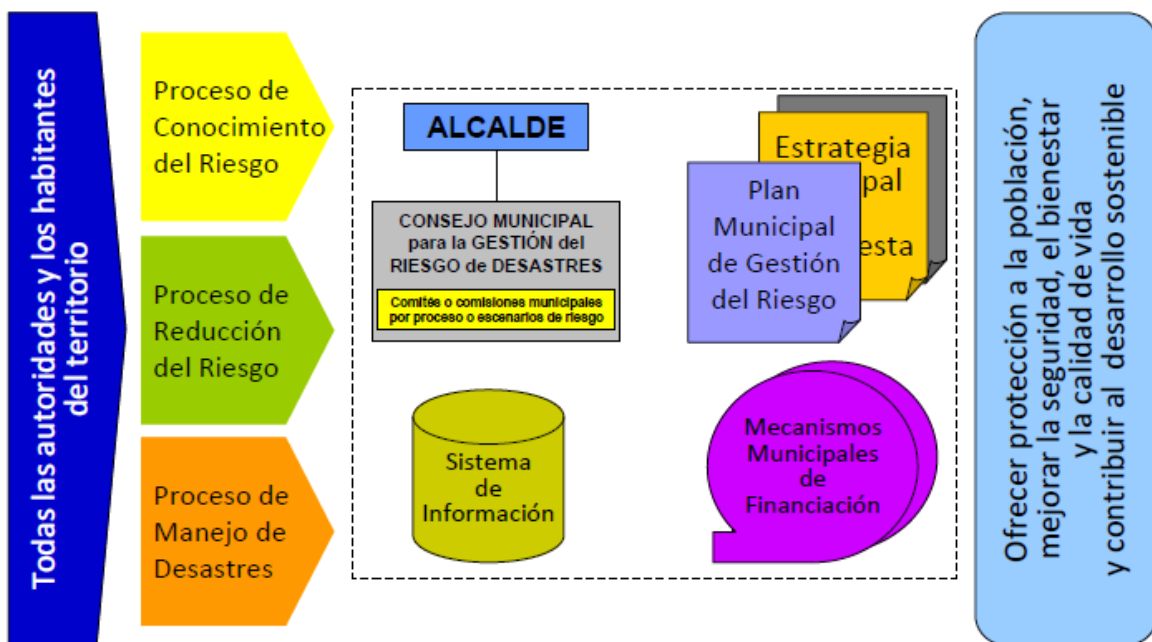 Todas las autoridades y los habitantes
del territorio
Proceso de
Conocimiento
del Riesgo
Proceso de
Reducción
del Riesgo
Proceso de
Manejo de
Desastres
ALCALDE
CONSEJO MUNICIPAL
para la GESTIÓN del
RIESGO de DESASTRES
Comités o comisiones municipales
por proceso o escenarios de riesgo
Estrategia
Plan
Municipal
de Gestión
del Riesgo
Sistema
de
Información
Mecanismos
Municipales
de
Financiación
Ofrecer protección a la población,
mejorar la seguridad, el bienestar
y la calidad de vida
y contribuir al desarrollo sostenible